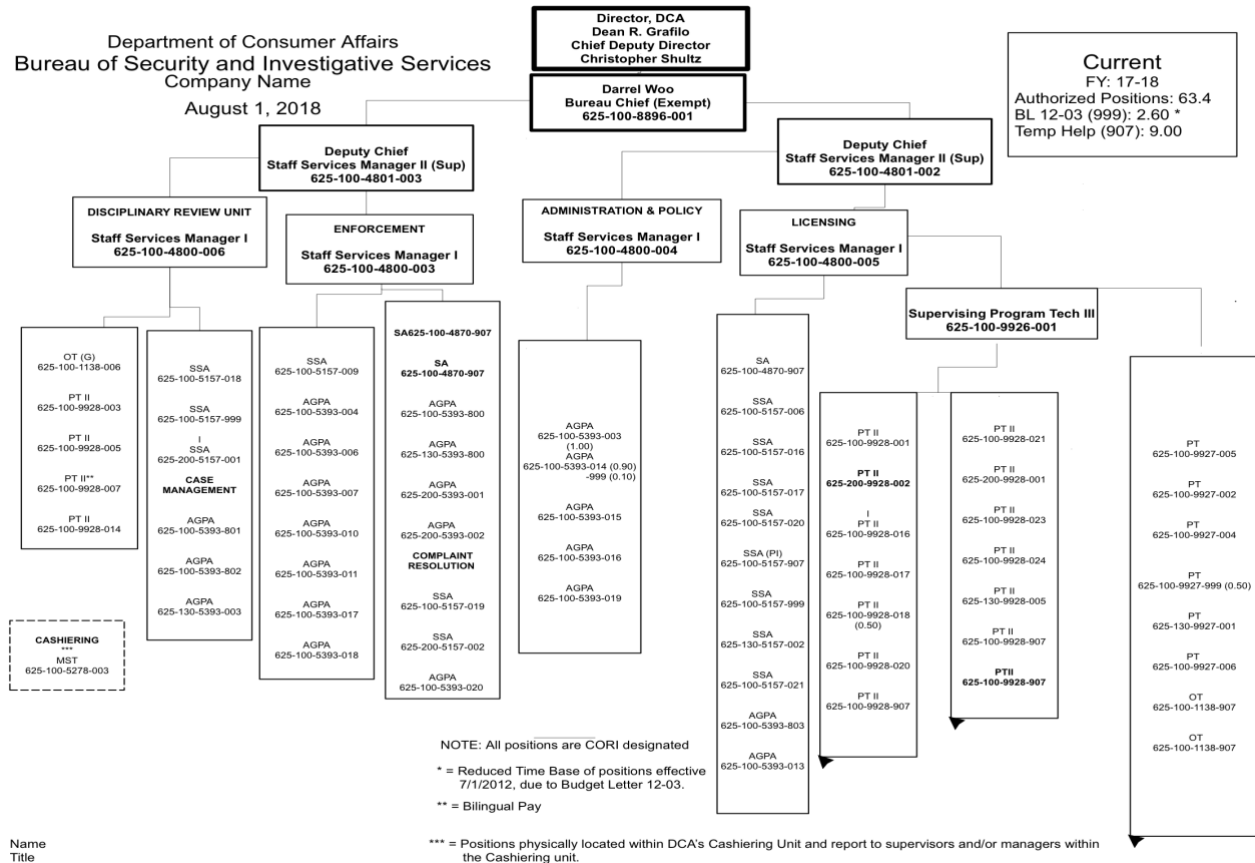 Department of Consumer Affairs
Bureau of Security and Investigative Services
Company Name
August 1, 2018
Director, DCA
Dean R. Grafilo
Chief Deputy Director
Christopher Shultz
Darrel Woo
Bureau Chief (Exempt)
625-100-8896-001
Current
FY: 17-18
Authorized Positions: 63.4
BL 12-03 (999): 2.60 *
Temp Help (907): 9.00
Deputy Chief
Staff Services Manager II (Sup)
625-100-4801-003
Deputy Chief
Staff Services Manager II (Sup)
625-100-4801-002
DISCIPLINARY REVIEW UNIT
Staff Services Manager I
625-100-4800-006
ENFORCEMENT
Staff Services Manager I
625-100-4800-003
ADMINISTRATION & POLICY
Staff Services Manager I
625-100-4800-004
LICENSING
Staff Services Manager I
625-100-4800-005
Supervising Program Tech III
625-100-9926-001
OT (G)
625-100-1138-006
PT II
625-100-9928-003
PT II
625-100-9928-005
PT II**
625-100-9928-007
PT II
625-100-9928-014
SSA
625-100-5157-018
SSA
625-100-5157-999
I
SSA
625-200-5157-001
CASE
MANAGEMENT
AGPA
625-100-5393-801
AGPA
625-100-5393-802
AGPA
625-130-5393-003
SSA
625-100-5157-009
AGPA
625-100-5393-004
AGPA
625-100-5393-006
AGPA
625-100-5393-007
AGPA
625-100-5393-010
AGPA
625-100-5393-011
AGPA
625-100-5393-017
AGPA
625-100-5393-018
SA625-100-4870-907
SA
625-100-4870-907
AGPA
625-100-5393-800
AGPA
625-130-5393-800
AGPA
625-200-5393-001
AGPA
625-200-5393-002
COMPLAINT
RESOLUTION
SSA
625-100-5157-019
SSA
625-200-5157-002
AGPA
625-100-5393-020
AGPA
625-100-5393-003
(1.00)
AGPA
625-100-5393-014 (0.90)
-999 (0.10)
AGPA
625-100-5393-015
AGPA
625-100-5393-016
AGPA
625-100-5393-019
SA
625-100-4870-907
SSA
625-100-5157-006
SSA
625-100-5157-016
SSA
625-100-5157-017
SSA
625-100-5157-020
SSA (PI)
625-100-5157-907
SSA
625-100-5157-999
SSA
625-130-5157-002
SSA
625-100-5157-021
AGPA
625-100-5393-803
AGPA
625-100-5393-013
PT II
625-100-9928-001
PT II
625-200-9928-002
I
PT II
625-100-9928-016
PT II
625-100-9928-017
PT II
625-100-9928-018
(0.50)
PT II
625-100-9928-020
PT II
625-100-9928-907
PT II
625-100-9928-021
PT II
625-200-9928-001
PT II
625-100-9928-023
PT II
625-100-9928-024
PT II
625-130-9928-005
PT II
625-100-9928-907
PTII
625-100-9928-907
PT
625-100-9927-005
PT
625-100-9927-002
PT
625-100-9927-004
PT
625-100-9927-999 (0.50)
PT
625-130-9927-001
PT
625-100-9927-006
OT
625-100-1138-907
OT
625-100-1138-907
CASHIERING
***
MST
625-100-5278-003
NOTE: All positions are CORI designated
* = Reduced Time Base of positions effective
7/1/2012, due to Budget Letter 12-03.
** = Bilingual Pay
*** = Positions physically located within DCA's Cashiering Unit and report to supervisors and/or managers within
the Cashiering unit.
Name
Title